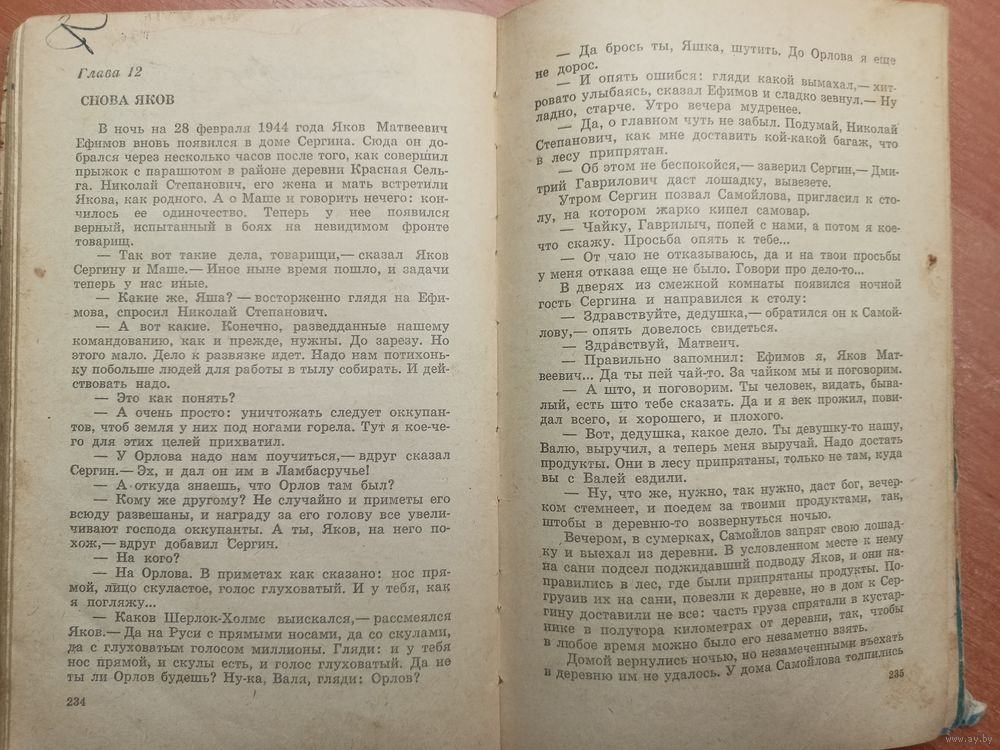 Глава 12
СНОВА ЯКОВ
В ночь на 28 февраля 1944 года Яков Матвеевич
Ефимов вновь появился в доме Сергина. Сюда он до-
брался через несколько часов после того, как совершил
прыжок с парашютом в районе деревни Красная Сель-
га. Николай Степанович, его жена и мать встретили
Якова, как родного. А о Маше и говорить нечего: кон-
чилось ее одиночество. Теперь у нее появился
верный, испытанный в боях на невидимом фронте
товарищ.
— Так вот такие дела, товарищи,— сказал Яков
Сергину и Маше.— Иное ныне время пошло, и задачи
теперь у нас иные.
— Какие же, Яша? — восторженно глядя на Ефи-
мова, спросил Николай Степанович.
— А вот какие. Конечно, разведданные нашему
командованию, как и прежде, нужны. До зарезу. Но
этого мало. Дело к развязке идет. Надо нам потихонь-
ку побольше людей для работы в тылу собирать. И дей-
ствовать надо.
— Это как понять?
— А очень просто: уничтожать следует оккупан-
тов, чтоб земля у них под ногами горела. Тут я кое-че-
го для этих целей прихватил.
— У Орлова надо нам поучиться,— вдруг сказал
Сергин.— Эх, и дал он им в Ламбасручье!
— А откуда знаешь, что Орлов там был?
— Кому же другому? Не случайно и приметы его
всюду развешаны, и награду за его голову все увели-
чивают господа оккупанты. А ты, Яков, на него по-
хож,— вдруг добавил Сергин.
— На кого?
— На Орлова. В приметах как сказано: нос пря-
мой, лицо скуластое, голос глуховатый. И у тебя, как
я погляжу...
— Каков Шерлок-Холмс выискался,— рассмеялся
Яков.— Да на Руси с прямыми носами, да со скулами,
да с глуховатым голосом миллионы. Гляди: и у тебя
нос прямой, и скулы есть, и голос глуховатый. Да не
ты ли Орлов будешь? Ну-ка, Валя, гляди: Орлов?
234
— Да брось ты, Яшка, шутить. До Орлова я еще
не дорос.
— И опять ошибся: гляди какой вымахал,— хит-
ровато улыбаясь, сказал Ефимов и сладко зевнул.— Ну
ладно, старче. Утро вечера мудренее.
— Да, о главном чуть не забыл. Подумай, Николай
Степанович, как мне доставить кой-какой багаж, что
в лесу припрятан.
— Об этом не беспокойся,— заверил Сергин,— Дми-
трий Гаврилович даст лошадку, вывезете.
Утром Сергин позвал Самойлова, пригласил к сто-
лу, на котором жарко кипел самовар.
— Чайку, Гаврилыч, попей с нами, а потом я кое-
что скажу. Просьба опять к тебе...
— От чаю не отказываюсь, да и на твои просьбы
у меня отказа еще не было. Говори про дело-то...
В дверях из смежной комнаты появился ночной
гость Сергина и направился к столу:
— Здравствуйте, дедушка,— обратился он к Самой-
лову,— опять довелось свидеться.
— Здравствуй, Матвеич.
— Правильно запомнил: Ефимов я, Яков Мат-
веевич... Да ты пей чай-то. За чайком мы и поговорим.
— А што, и поговорим. Ты человек, видать, быва-
лый, есть што тебе сказать. Да и я век прожил, пови-
дал всего, и хорошего, и плохого.
— Вот, дедушка, какое дело. Ты девушку-то нашу,
Валю, выручил, а теперь меня выручай. Надо достать
продукты. Они в лесу припрятаны, только не там, куда
вы с Валей ездили.
— Ну, что же, нужно, так нужно, даст бог, вечер-
ком стемнеет, и поедем за твоими продуктами, так,
штобы в деревню-то возвернуться ночью.
Вечером, в сумерках, Самойлов запряг свою лошад-
ку и выехал из деревни. В условленном месте к нему
на сани подсел поджидавший подводу Яков, и они на-
правились в лес, где были припрятаны продукты. По-
грузив их на сани, повезли к деревне, но в дом к Сер-
гину доставили не все: часть груза спрятали в кустар-
нике в полутора километрах от деревни, так, чтобы
в любое время можно было его незаметно взять.
Домой вернулись ночью, но незамеченными въехать
в деревню им не удалось. У дома Самойлова толпились
235
www.ay.by